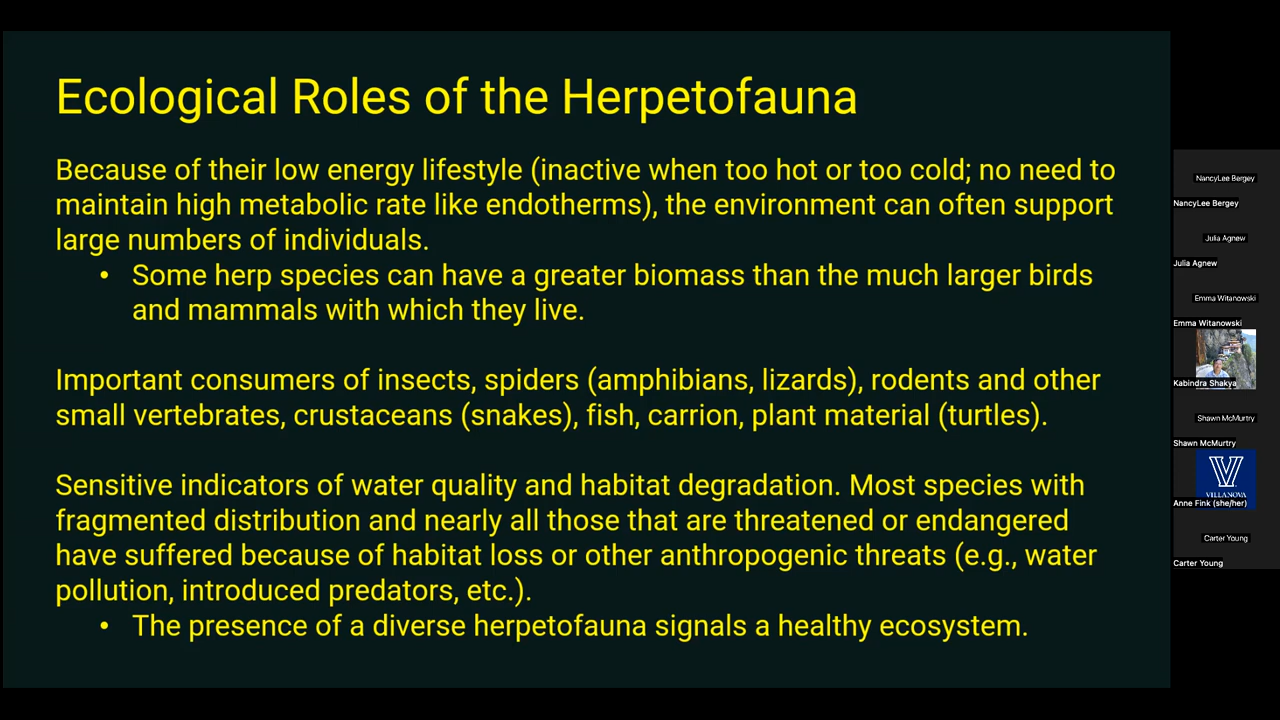 Ecological Roles of the Herpetofauna
Because of their low energy lifestyle (inactive when too hot or too cold; no need to
maintain high metabolic rate like endotherms), the environment can often support
large numbers of individuals.
• Some herp species can have a greater biomass than the much larger birds
and mammals with which they live.
Important consumers of insects, spiders (amphibians, lizards), rodents and other
small vertebrates, crustaceans (snakes), fish, carrion, plant material (turtles).
Sensitive indicators of water quality and habitat degradation. Most species with
fragmented distribution and nearly all those that are threatened or endangered
have suffered because of habitat loss or other anthropogenic threats (e.g., water
pollution, introduced predators, etc.).
• The presence of a diverse herpetofauna signals a healthy ecosystem.
NancyLee Bergey
NancyLee Bergey
Julia Agnew
Julia Agnew
Emma Witanowski
Emma Witanowski
Kabindra Shakya
Shawn McMurtry
Shawn McMurtry
VILLANOVA
Anne Fink (she/her)
Carter Young
Carter Young